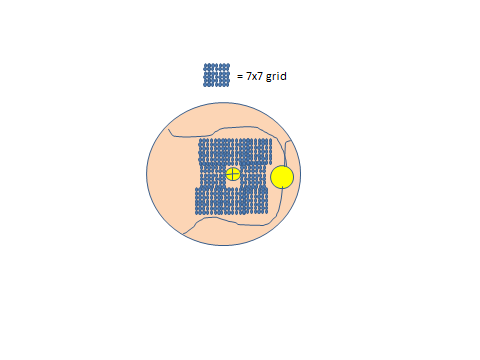 = 7x7 grid